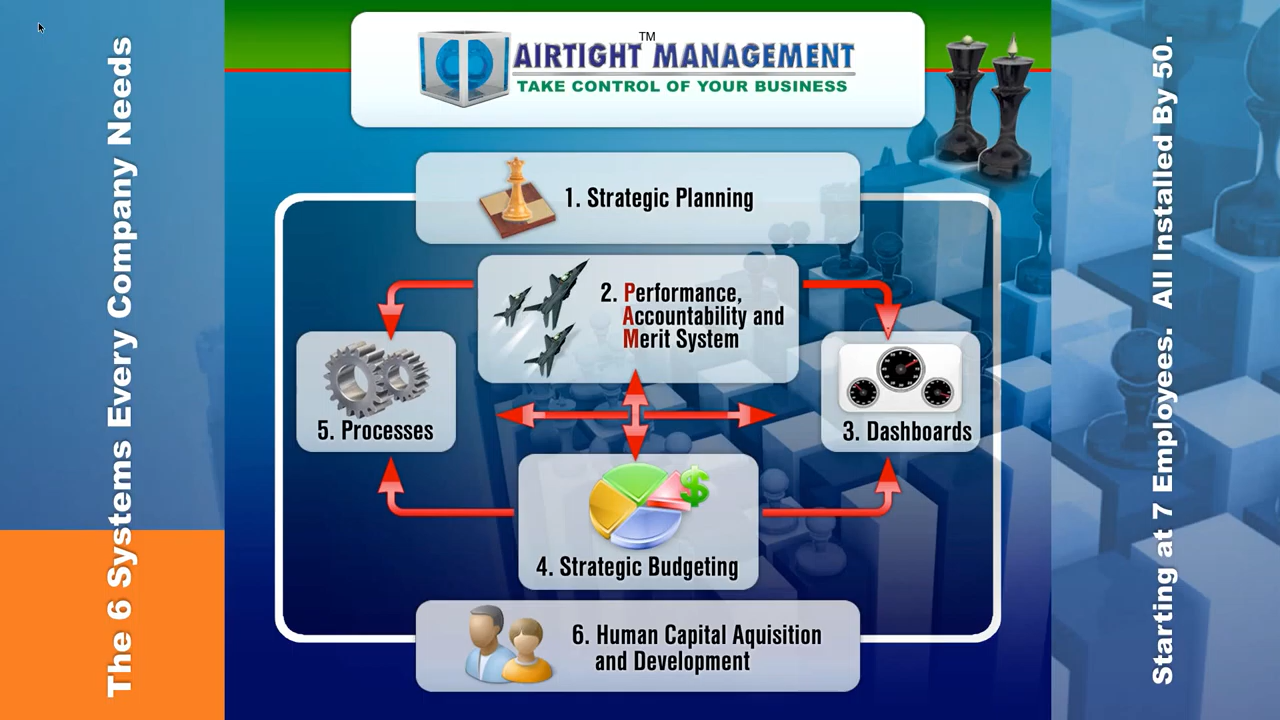 The 6 Systems Every Company Needs
TM
AIRTIGHT MANAGEMENT
TAKE CONTROL OF YOUR BUSINESS
1. Strategic Planning
2. Performance,
Accountability and
Merit System
5. Processes
3. Dashboards
$
4. Strategic Budgeting
6. Human Capital Aquisition
and Development
Starting at 7 Employees. All Installed By 50.